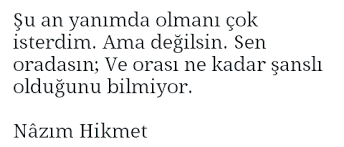 Şu an yanımda olmanı çok
isterdim. Ama değilsin. Sen
oradasın; Ve orası ne kadar şanslı
olduğunu bilmiyor.
Nâzım Hikmet